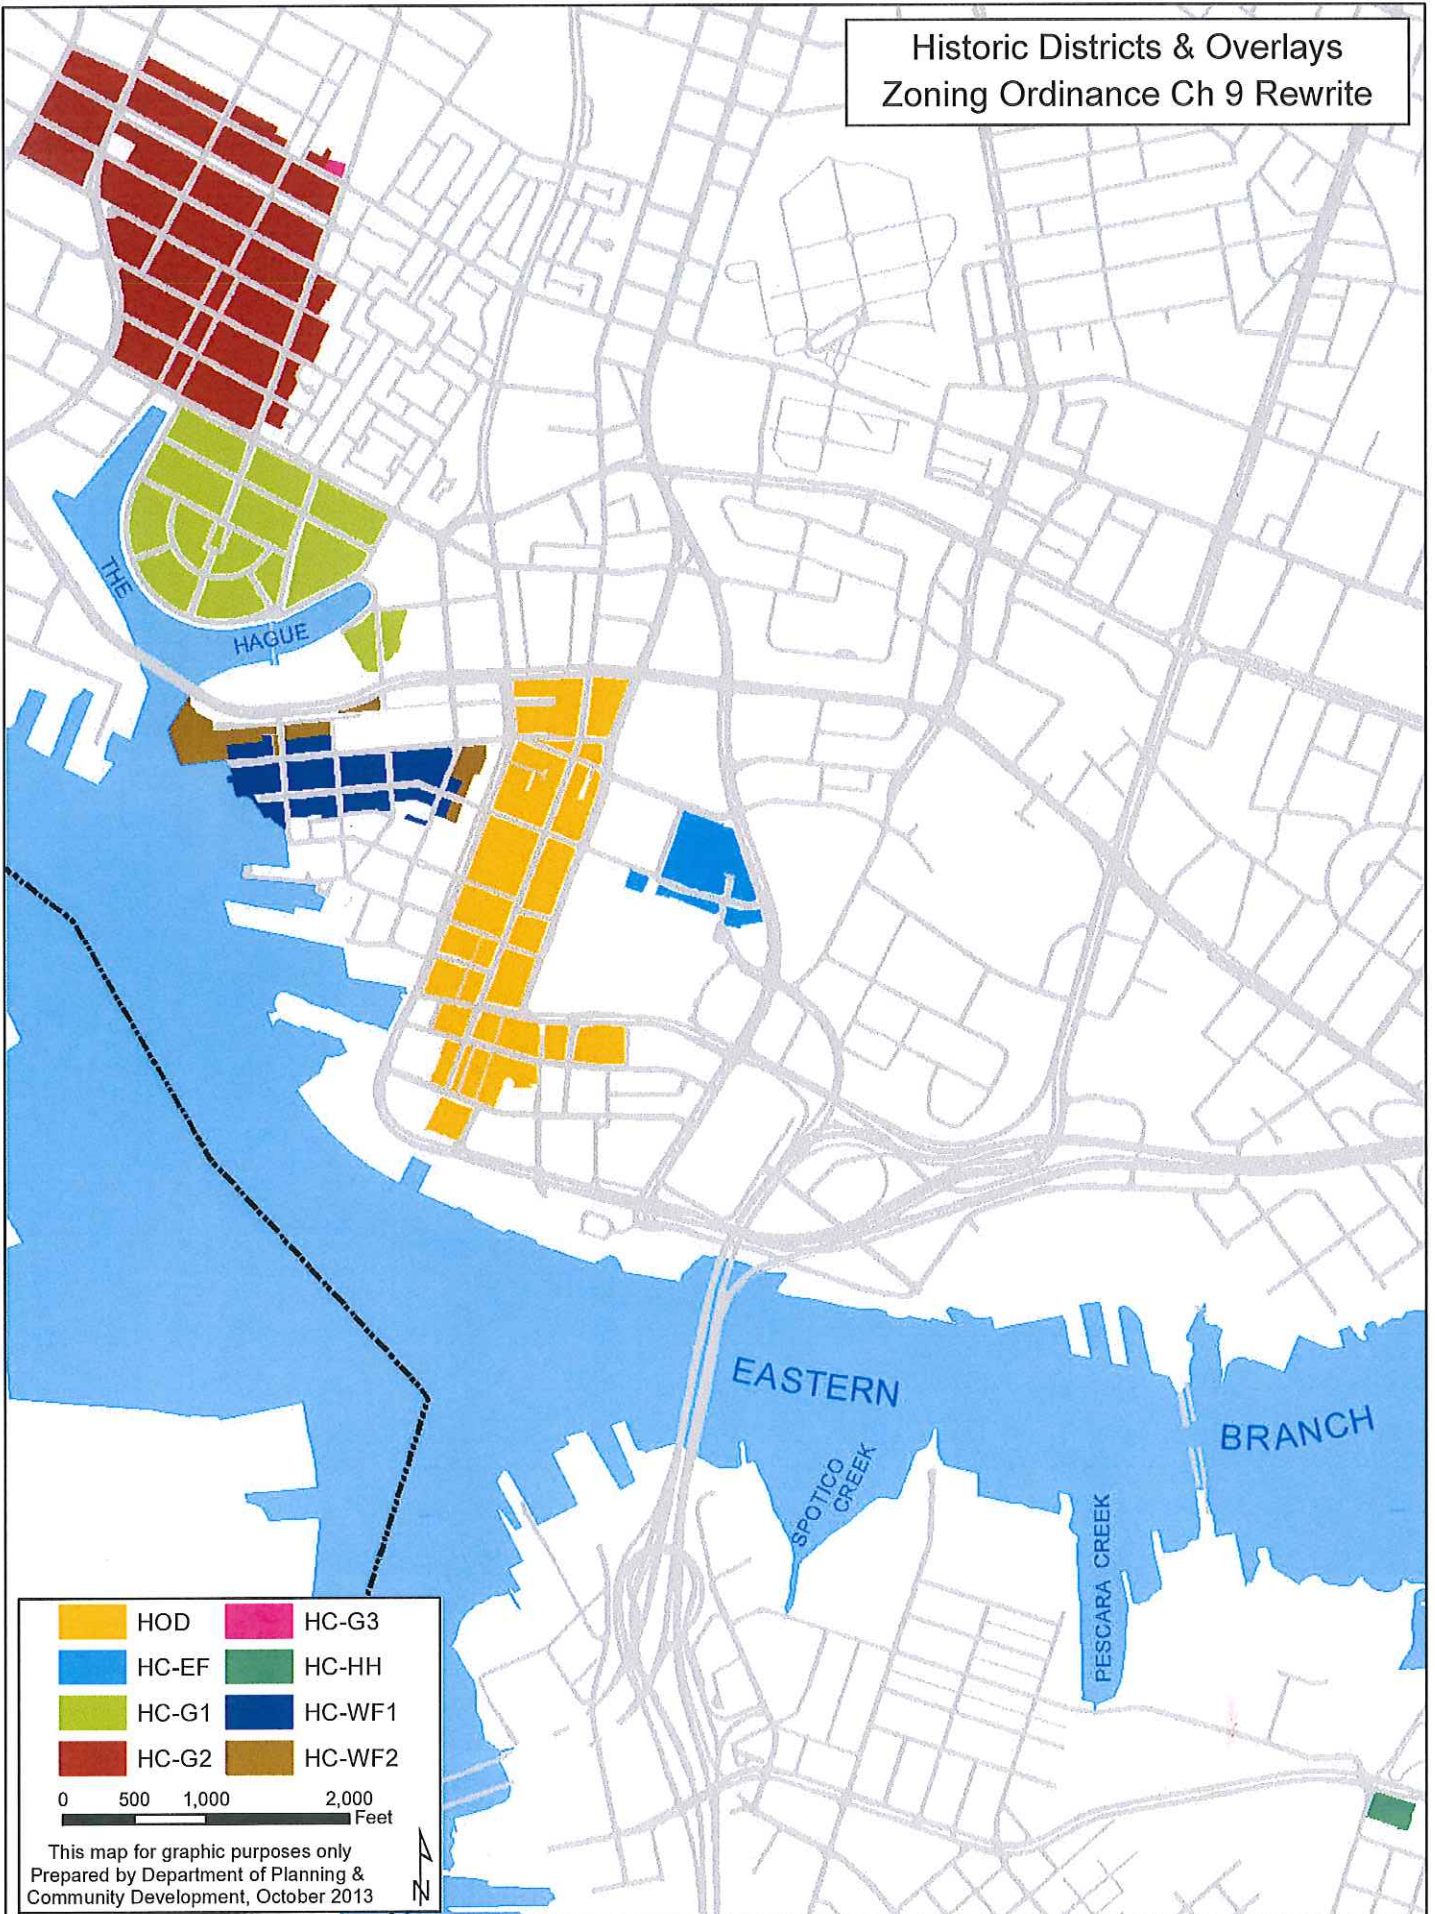 Historic Districts & Overlays
Zoning Ordinance Ch 9 Rewrite
THE
HAGUE
EASTERN
BRANCH
SPOTICO
CREEK
PESCARA CREEK
HOD
HC-G3
HC-EF
HC-HH
HC-G1
HC-WF1
HC-G2
HC-WF2
0 500 1,000 2,000
Feet
This map for graphic purposes only
Prepared by Department of Planning &
Community Development, October 2013
N